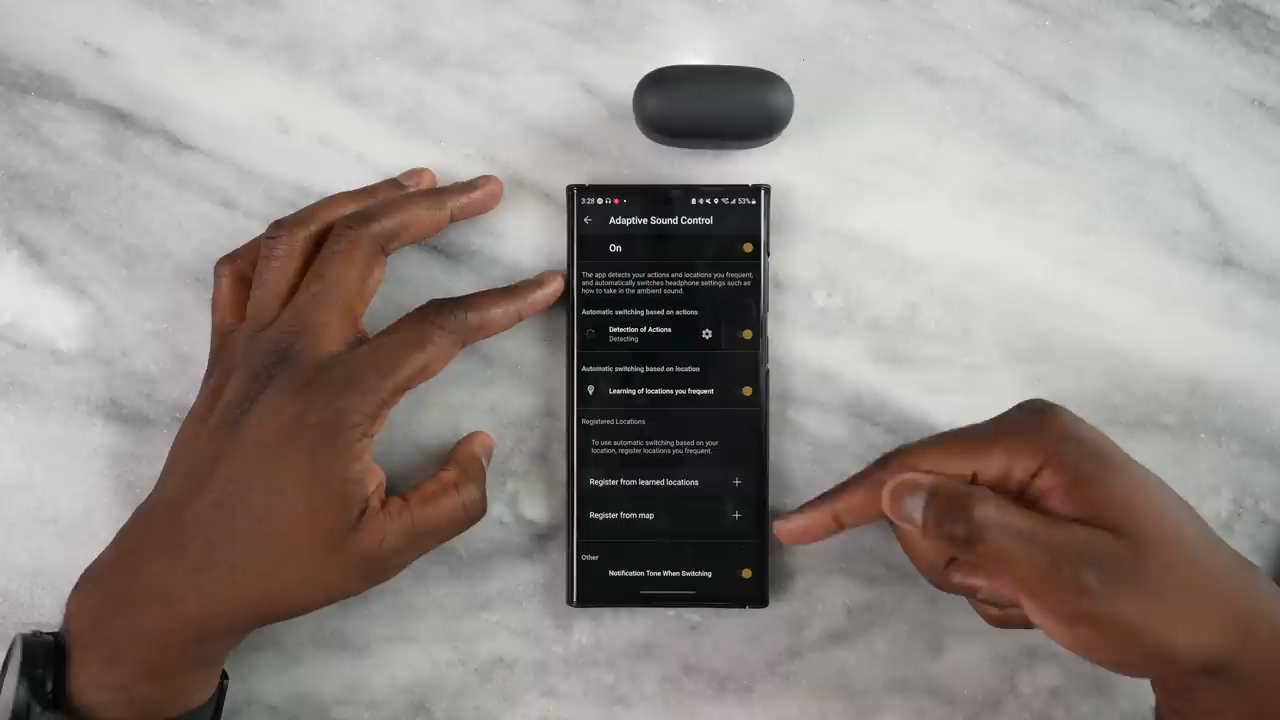 3:28 53%
Adaptive Sound Control
On
The app detects your actions and locations you frequent,
and automatically switches headphone settings such as
how to take in the ambient sound.
Automatic switching based on actions
Detection of Actions
Detecting
Automatic switching based on location
Learning of locations you frequent
Registered Locations
To use automatic switching based on your
location, register locations you frequent.
Register from learned locations
Register from map
Other
Notification Tone When Switching